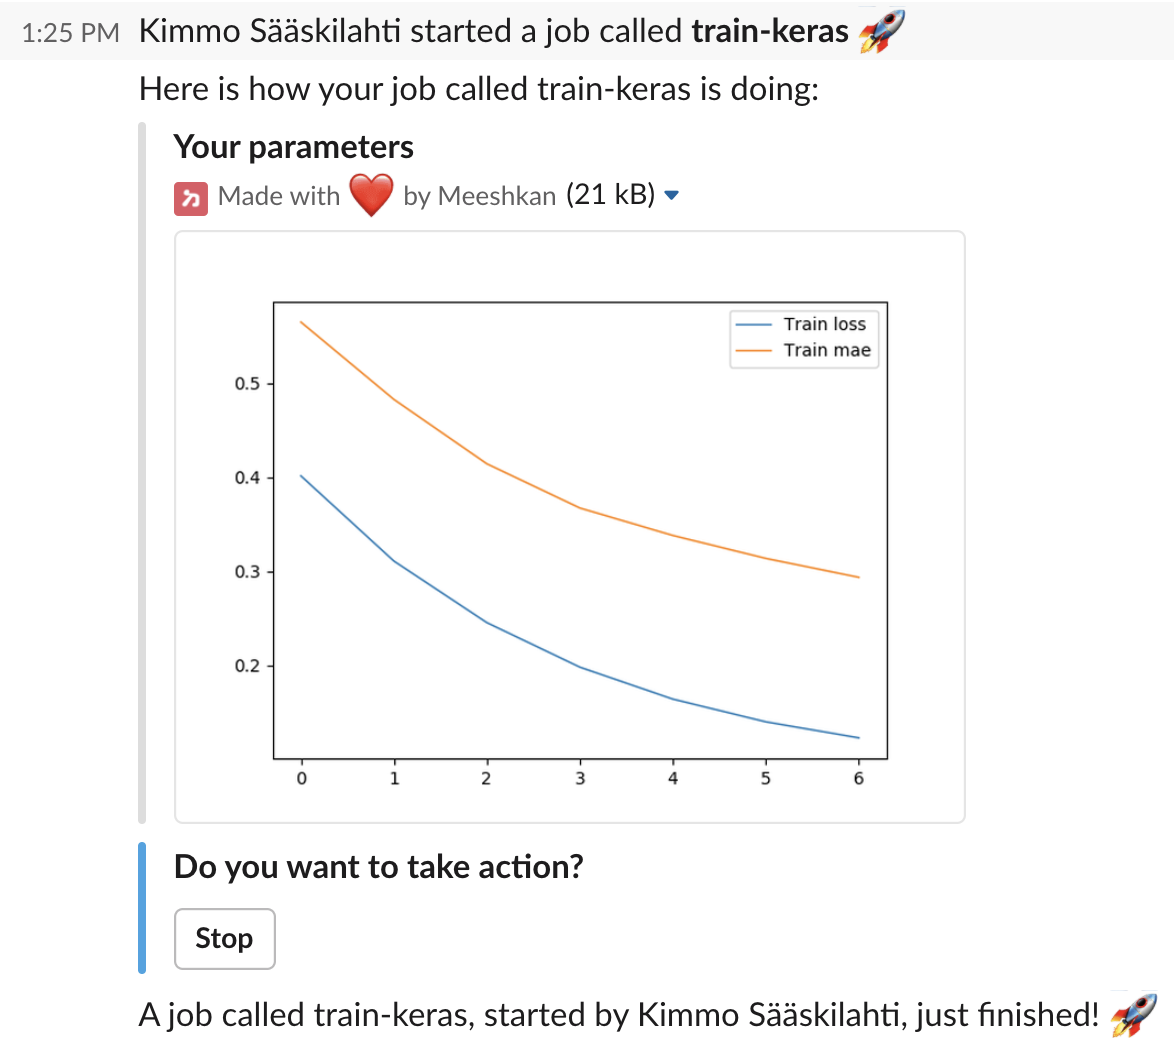 1:25 PM Kimmo Sääskilahti started a job called train-keras 🚀
Here is how your job called train-keras is doing:
Your parameters
Made with ❤️ by Meeshkan (21 kB)
Train loss
Train mae
0.5
0.4
0.3
0.2
0 1 2 3 4 5 6
Do you want to take action?
Stop
A job called train-keras, started by Kimmo Sääskilahti, just finished! 🚀